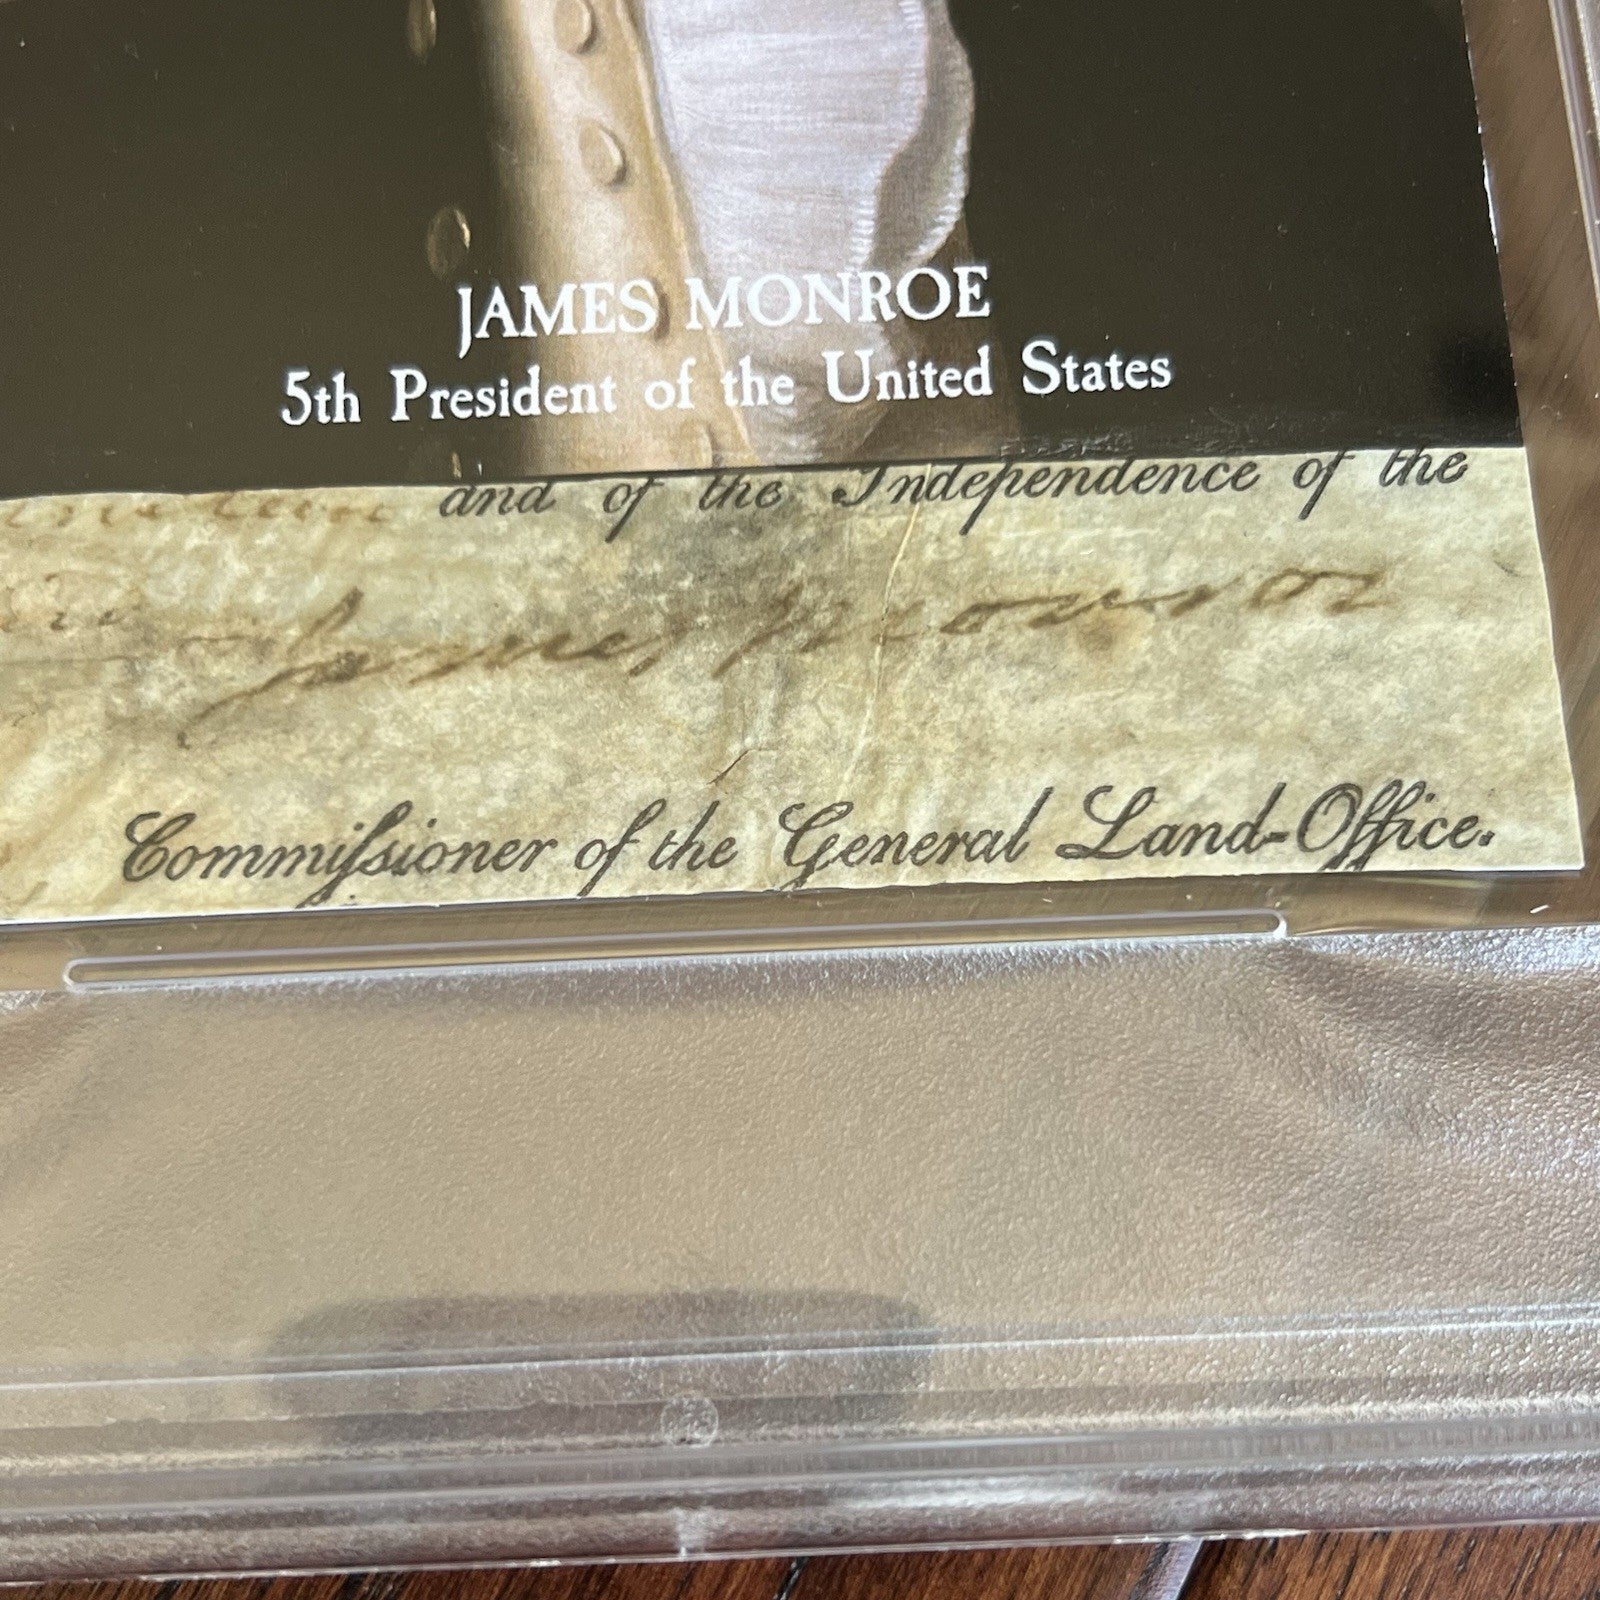 JAMES MONROE
5th President of the United States
and of the Independence of the
James Monroe
Commiſsioner of the General Land-Office.